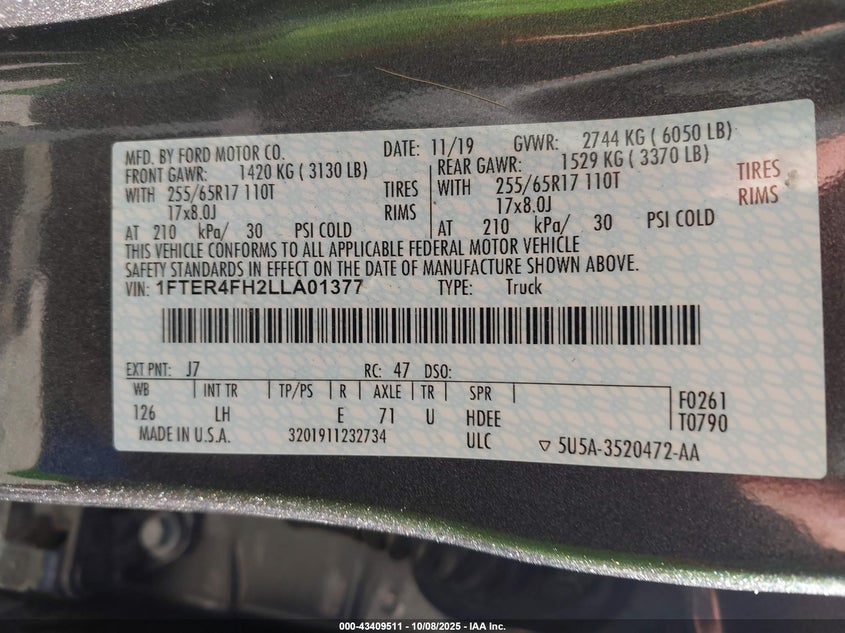 MFD. BY FORD MOTOR CO. DATE: 11/19 GVWR: 2744 KG ( 6050 LB)
FRONT GAWR: 1420 KG ( 3130 LB) REAR GAWR: 1529 KG ( 3370 LB)
WITH 255/65R17 110T TIRES WITH 255/65R17 110T TIRES
17x8.0J RIMS 17x8.0J RIMS
AT 210 kPa/ 30 PSI COLD AT 210 kPa/ 30 PSI COLD
THIS VEHICLE CONFORMS TO ALL APPLICABLE FEDERAL MOTOR VEHICLE
SAFETY STANDARDS IN EFFECT ON THE DATE OF MANUFACTURE SHOWN ABOVE.
VIN: 1FTER4FH2LLA01377 TYPE: Truck
EXT PNT: J7 RC: 47 DSO:
WB INT TR TP/PS R AXLE TR SPR F0261
126 LH E 71 U HDEE T0790
MADE IN U.S.A. 3201911232734 ULC ▽ 5U5A-3520472-AA
000-43409511 - 10/08/2025 - IAA Inc.